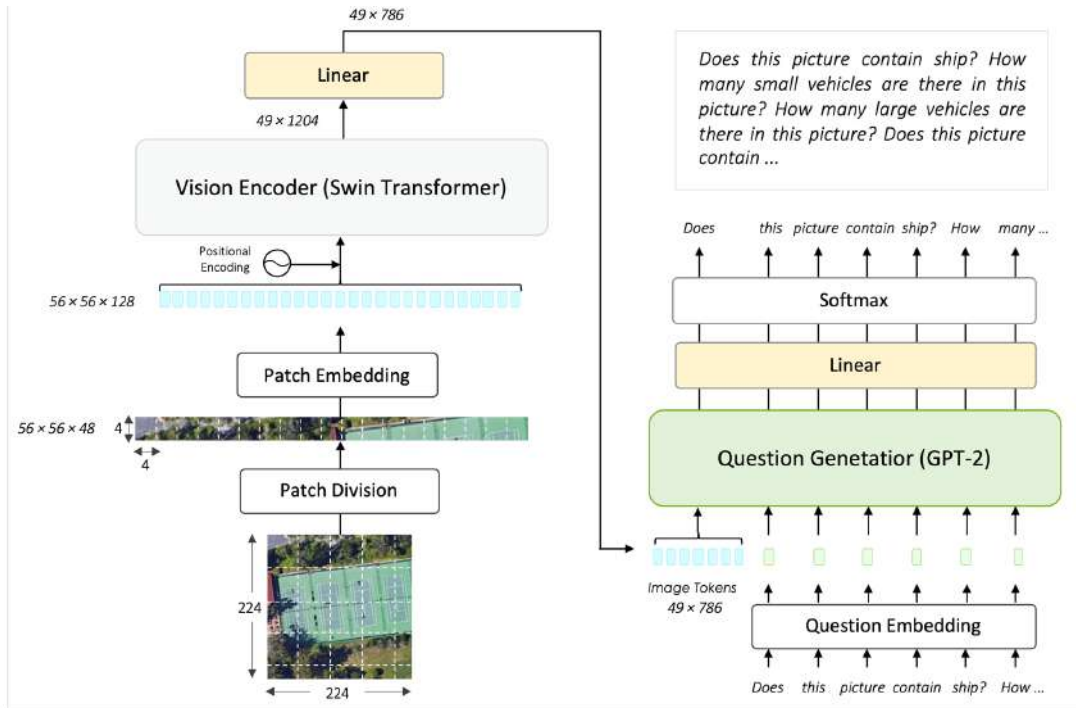 49 × 786
Linear
49 × 1204
Vision Encoder (Swin Transformer)
Positional
Encoding
56 × 56 × 128
Patch Embedding
56 × 56 × 48
4
4
Patch Division
224
224
Does this picture contain ship? How
many small vehicles are there in this
picture? How many large vehicles are
there in this picture? Does this picture
contain ...
Does this picture contain ship? How many ...
Softmax
Linear
Question Genetatior (GPT-2)
Image Tokens
49 × 786
Question Embedding
Does this picture contain ship? How ...